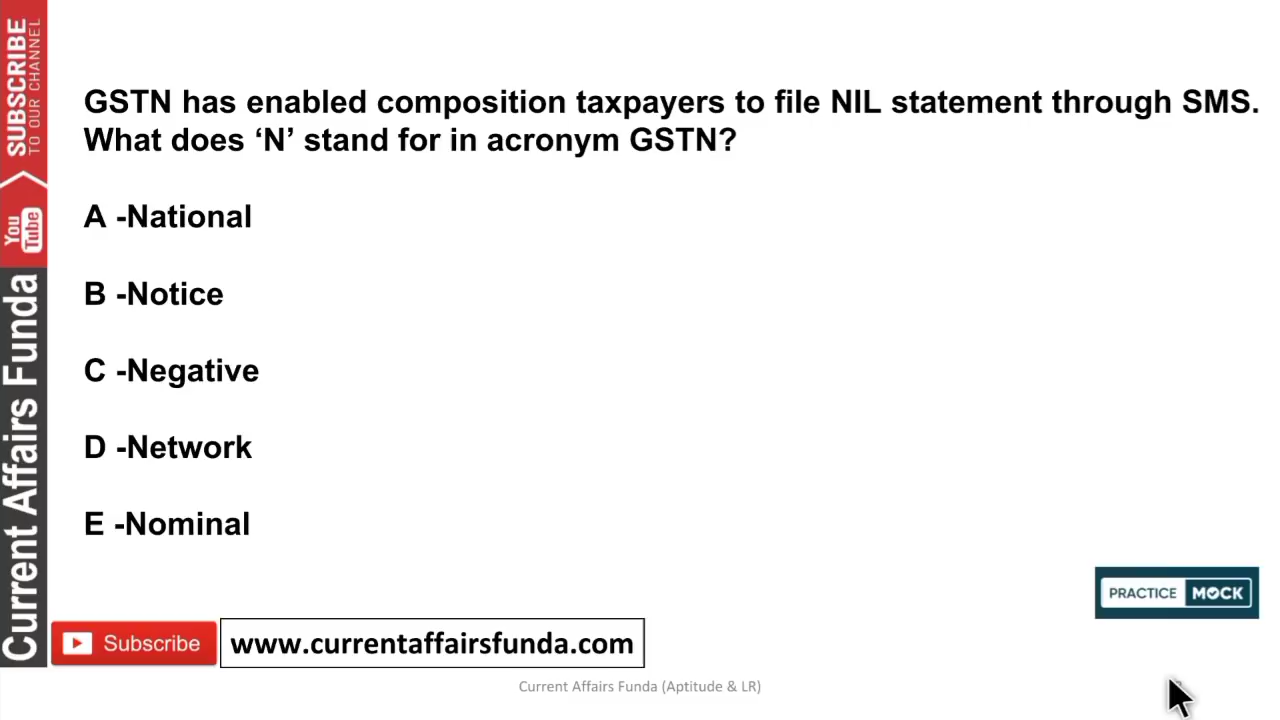 SUBSCRIBE
TO OUR CHANNEL
You
Tube
Current Affairs Funda
GSTN has enabled composition taxpayers to file NIL statement through SMS.
What does ‘N’ stand for in acronym GSTN?
A -National
B -Notice
C -Negative
D -Network
E -Nominal
PRACTICE MOCK
Subscribe
www.currentaffairsfunda.com
Current Affairs Funda (Aptitude & LR)